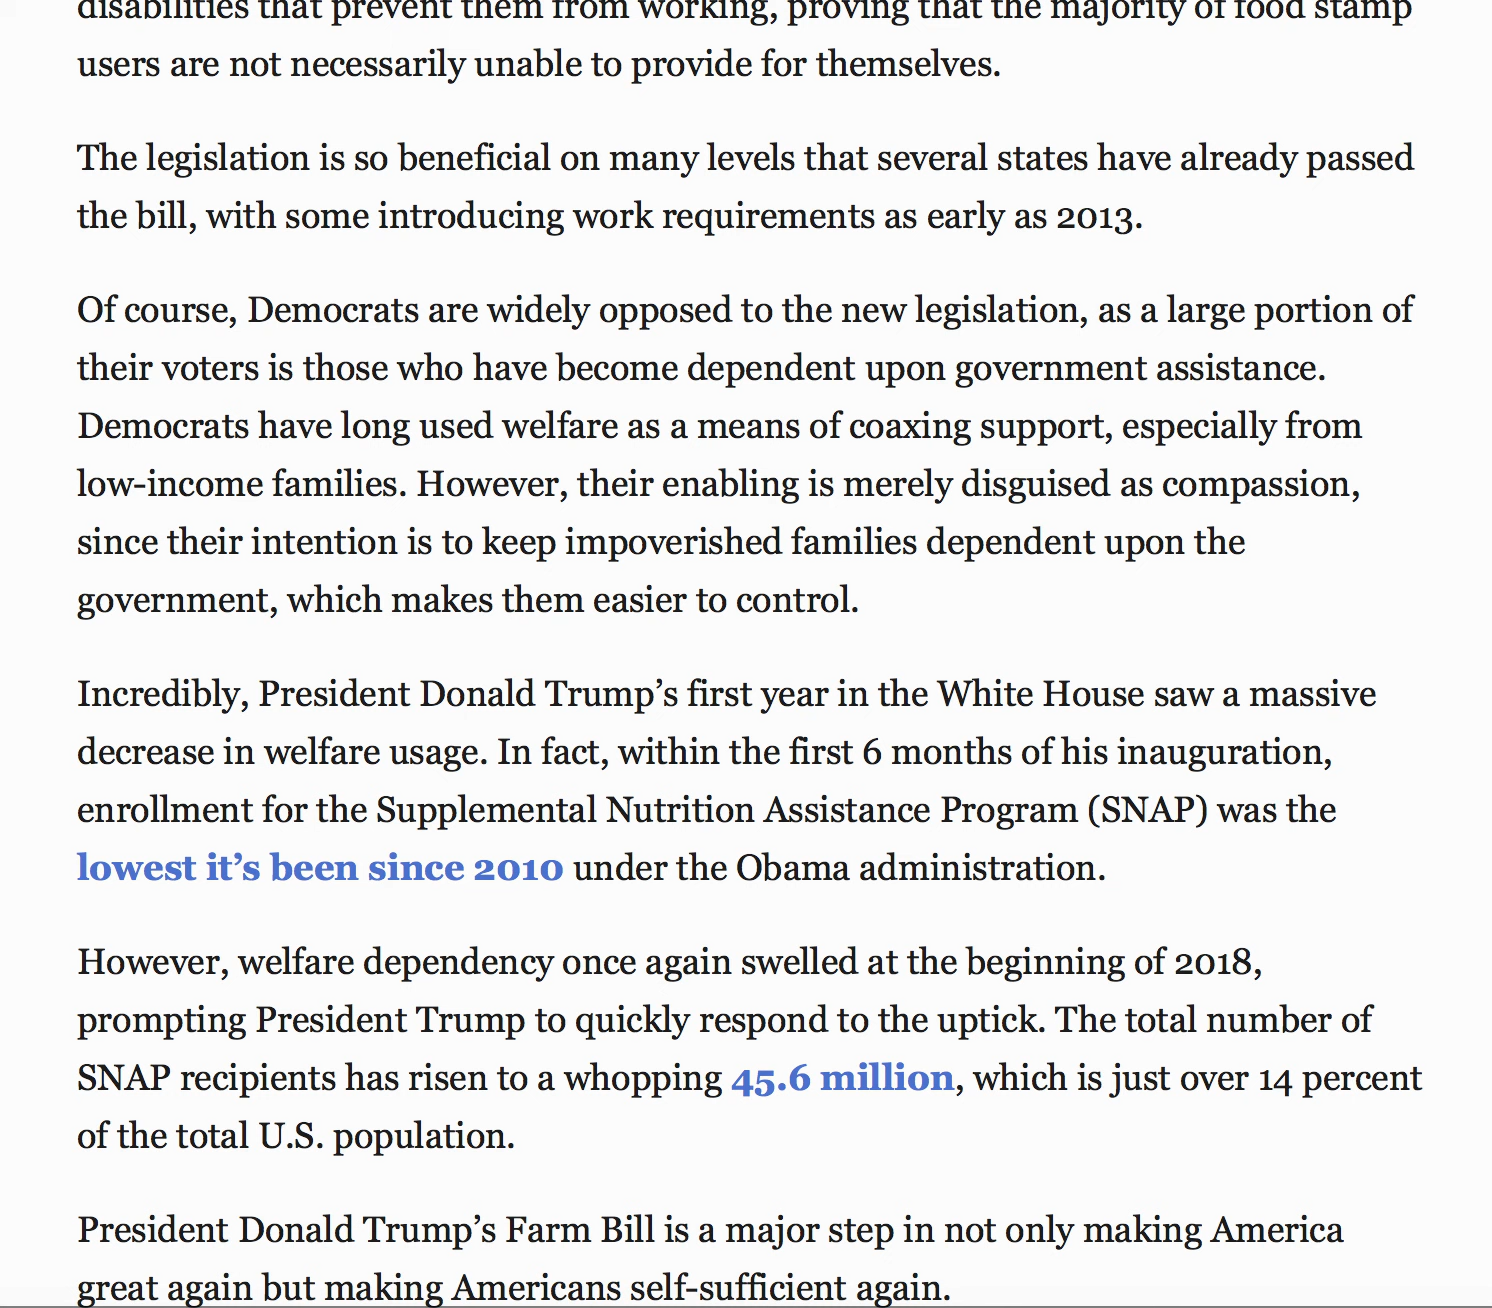 disabilities that prevent them from working, proving that the majority of food stamp
users are not necessarily unable to provide for themselves.
The legislation is so beneficial on many levels that several states have already passed
the bill, with some introducing work requirements as early as 2013.
Of course, Democrats are widely opposed to the new legislation, as a large portion of
their voters is those who have become dependent upon government assistance.
Democrats have long used welfare as a means of coaxing support, especially from
low-income families. However, their enabling is merely disguised as compassion,
since their intention is to keep impoverished families dependent upon the
government, which makes them easier to control.
Incredibly, President Donald Trump’s first year in the White House saw a massive
decrease in welfare usage. In fact, within the first 6 months of his inauguration,
enrollment for the Supplemental Nutrition Assistance Program (SNAP) was the
lowest it’s been since 2010 under the Obama administration.
However, welfare dependency once again swelled at the beginning of 2018,
prompting President Trump to quickly respond to the uptick. The total number of
SNAP recipients has risen to a whopping 45.6 million, which is just over 14 percent
of the total U.S. population.
President Donald Trump’s Farm Bill is a major step in not only making America
great again but making Americans self-sufficient again.